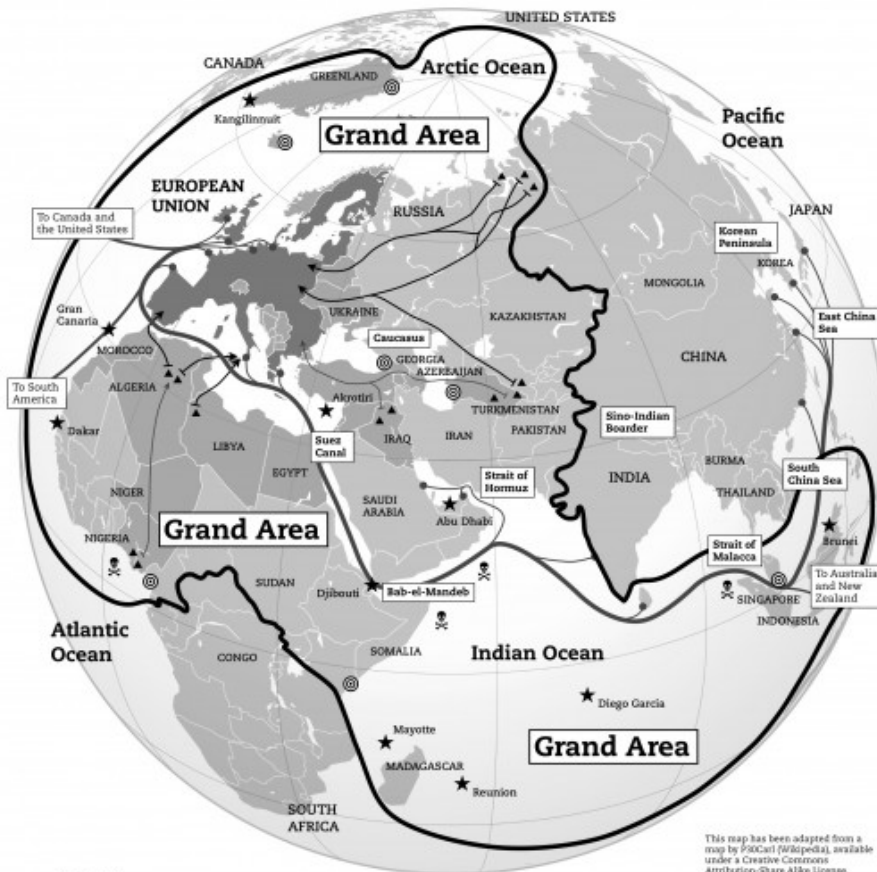 UNITED STATES
CANADA
GREENLAND
Arctic Ocean
Kangilinnuit
Grand Area
Pacific
Ocean
EUROPEAN
UNION
RUSSIA
JAPAN
To Canada and
the United States
Korean
Peninsula
KOREA
MONGOLIA
Gran
Canaria
UKRAINE
KAZAKHSTAN
East China
Sea
Caucasus
MOROCCO
GEORGIA
CHINA
AZERBAIJAN
ALGERIA
To South
America
Akrotiri
TURKMENISTAN
Sino-Indian
Boarder
Dakar
PAKISTAN
LIBYA
Suez
Canal
IRAQ
IRAN
BURMA
EGYPT
INDIA
Strait of
Hormuz
South
China Sea
THAILAND
NIGER
SAUDI
ARABIA
Abu Dhabi
Grand Area
NIGERIA
Brunei
Strait of
Malacca
SUDAN
Djibouti
Bab-el-Mandeb
To Australia
and New
Zealand
SINGAPORE
INDONESIA
Atlantic
Ocean
SOMALIA
CONGO
Indian Ocean
Diego Garcia
Mayotte
Grand Area
MADAGASCAR
Reunion
SOUTH
AFRICA
This map has been adapted from a
map by P30Carl (Wikipedia), available
under a Creative Commons
Attribution-Share Alike License